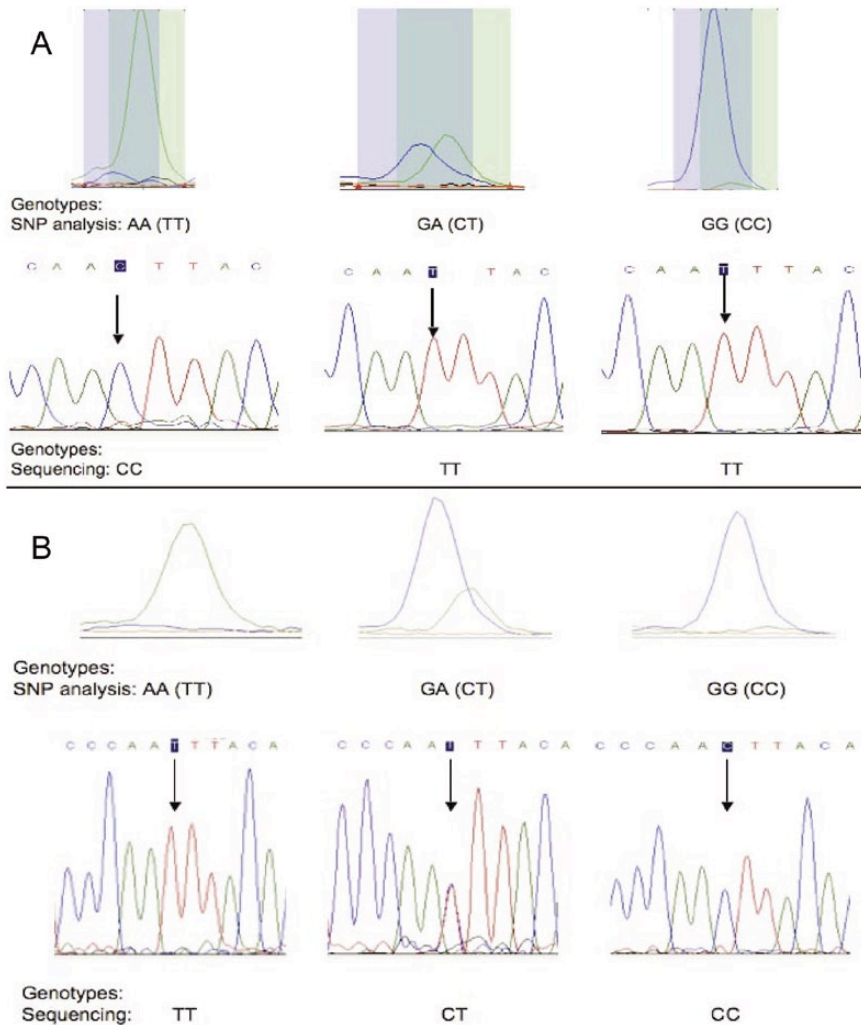 A
Genotypes:
SNP analysis: AA (TT) GA (CT) GG (CC)
C A A C T T A C C A A T T A C C A A T T T A C
Genotypes:
Sequencing: CC TT TT
B
Genotypes:
SNP analysis: AA (TT) GA (CT) GG (CC)
C C C A A T T T A C A C C C A A T T T A C A C C C A A C T T A C A
Genotypes:
Sequencing: TT CT CC